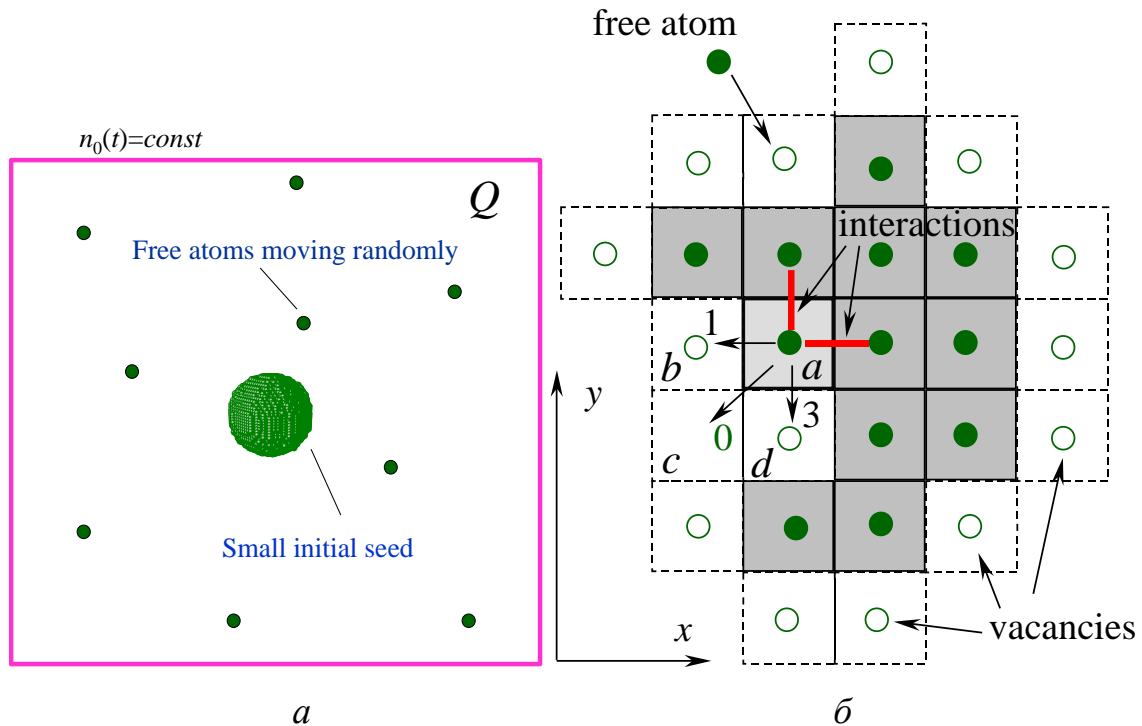 free atom
n₀(t)=const
Q
Free atoms moving randomly
interactions
1
b
a
y
3
0
c
d
Small initial seed
x
vacancies
а
б